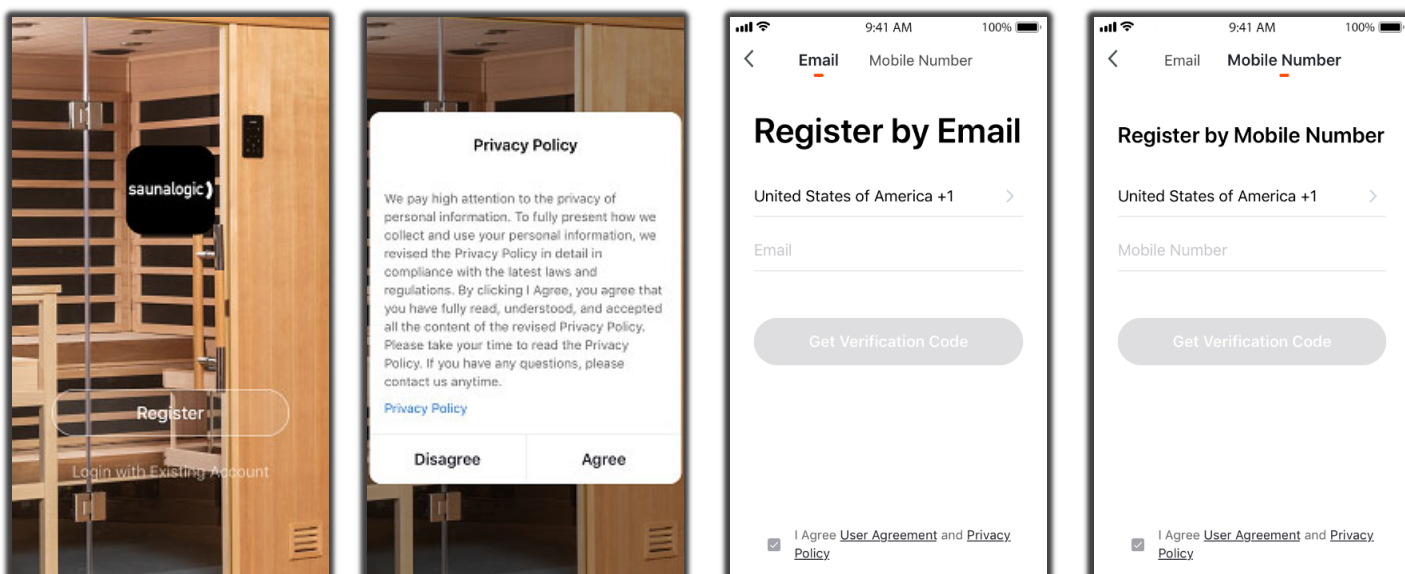 saunalogic
Register
Login with Existing Account
Privacy Policy
We pay high attention to the privacy of
personal information. To fully present how we
collect and use your personal information, we
revised the Privacy Policy in detail in
compliance with the latest laws and
regulations. By clicking I Agree, you agree that
you have fully read, understood, and accepted
all the content of the revised Privacy Policy.
Please take your time to read the Privacy
Policy. If you have any questions, please
contact us anytime.
Privacy Policy
Disagree Agree
9:41 AM 100%
Email Mobile Number
Register by Email
United States of America +1
Email
Get Verification Code
I Agree User Agreement and Privacy
Policy
9:41 AM 100%
Email Mobile Number
Register by Mobile Number
United States of America +1
Mobile Number
Get Verification Code
I Agree User Agreement and Privacy
Policy